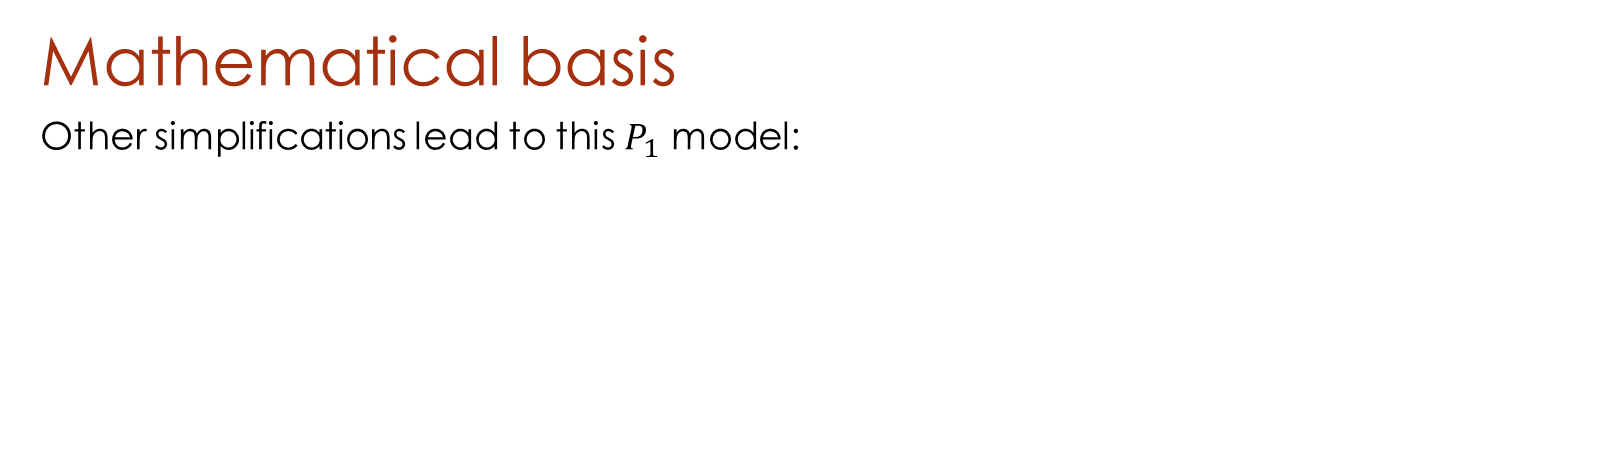 Mathematical basis
Other simplifications lead to this P₁ model: